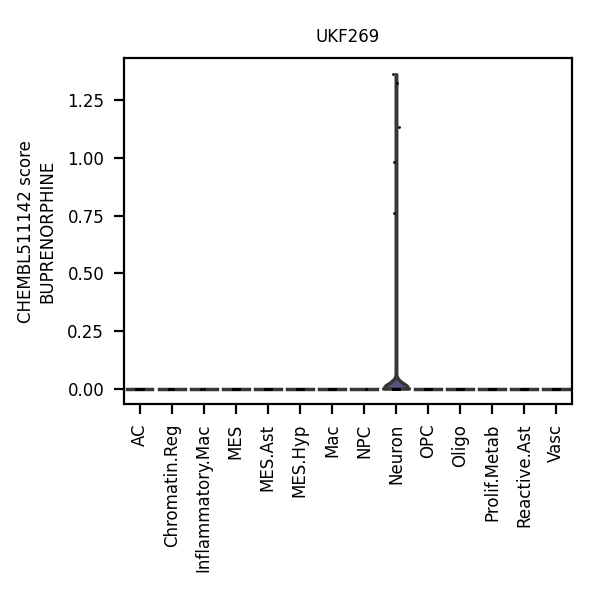 UKF269
CHEMBL511142 score
BUPRENORPHINE
1.25
1.00
0.75
0.50
0.25
0.00
AC
Chromatin.Reg
Inflammatory.Mac
MES
MES.Ast
MES.Hyp
Mac
NPC
Neuron
OPC
Oligo
Prolif.Metab
Reactive.Ast
Vasc